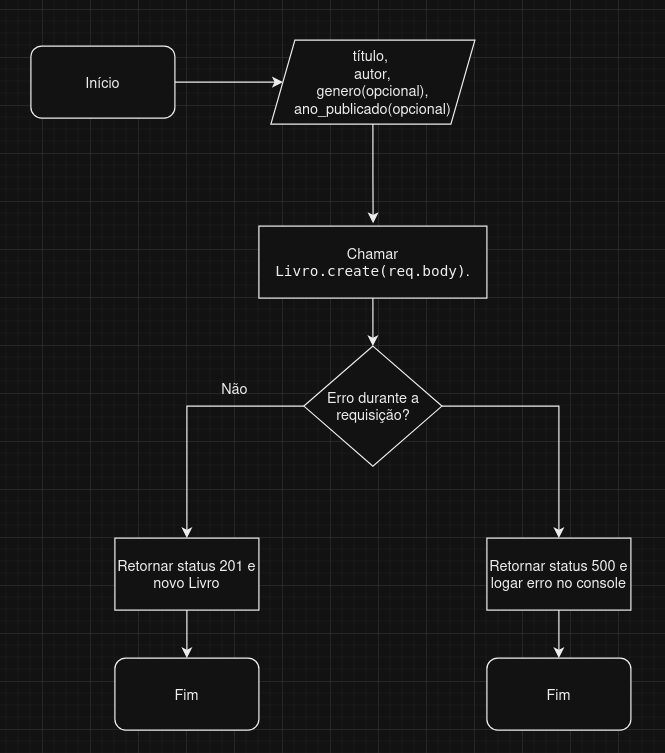 Início
título,
autor,
genero(opcional),
ano_publicado(opcional)
Chamar
Livro.create(req.body).
Erro durante a
requisição?
Não
Retornar status 201 e
novo Livro
Retornar status 500 e
logar erro no console
Fim
Fim